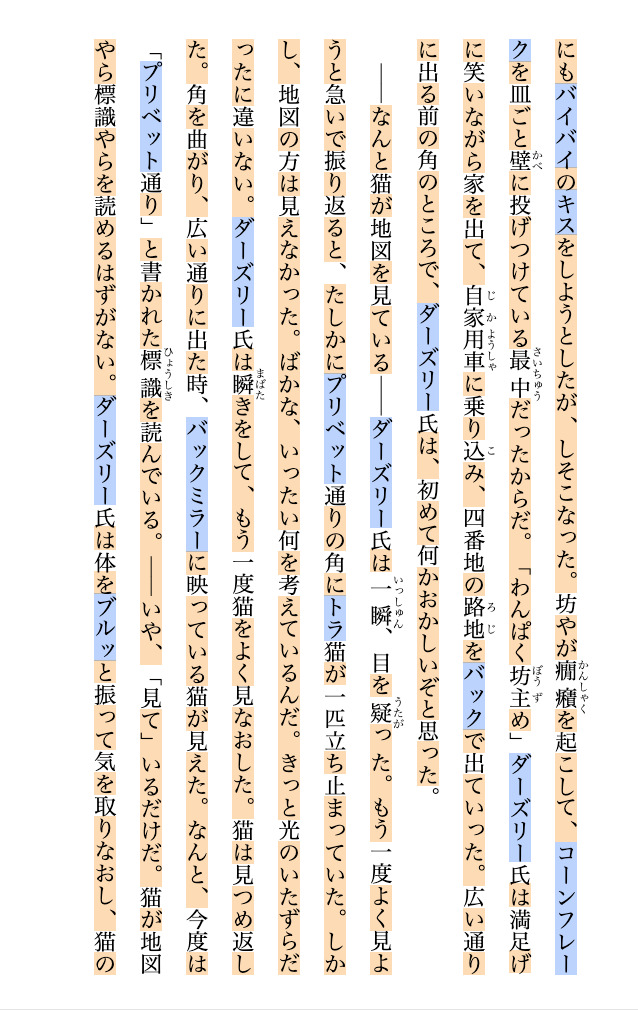 にもバイバイのキスをしようとしたが、しそこなった。坊やが癇癪を起こして、コーンフレー
クを皿ごと壁に投げつけている最中だったからだ。「わんぱく坊主め」ダーズリー氏は満足げ
に笑いながら家を出て、自家用車に乗り込み、四番地の路地をバックで出ていった。広い通り
に出る前の角のところで、ダーズリー氏は、初めて何かおかしいぞと思った。
――なんと猫が地図を見ている――ダーズリー氏は一瞬、目を疑った。もう一度よく見よ
うと急いで振り返ると、たしかにプリベット通りの角にトラ猫が一匹立ち止まっていた。しか
し、地図の方は見えなかった。ばかな、いったい何を考えているんだ。きっと光のいたずらだ
ったに違いない。ダーズリー氏は瞬きをして、もう一度猫をよく見なおした。猫は見つめ返し
た。角を曲がり、広い通りに出た時、バックミラーに映っている猫が見えた。なんと、今度は
「プリベット通り」と書かれた標識を読んでいる。――いや、「見て」いるだけだ。猫が地図
やら標識やらを読めるはずがない。ダーズリー氏は体をブルッと振って気を取りなおし、猫の